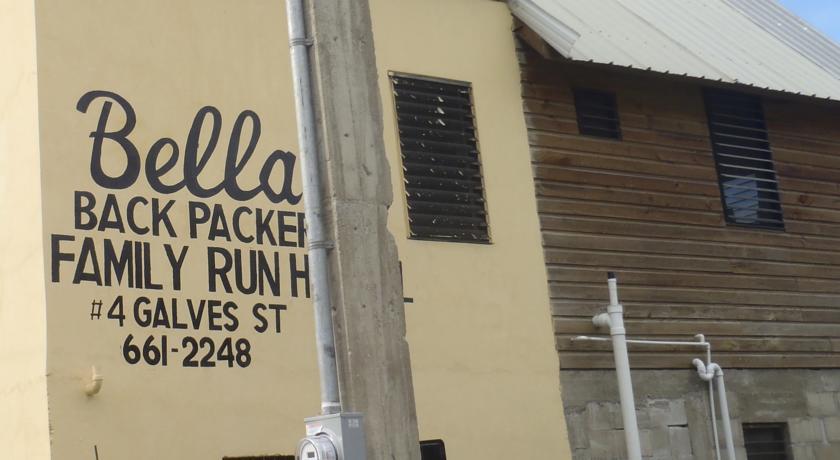 Bella
BACK PACKER
FAMILY RUN H L
#4 GALVES ST
661-2248